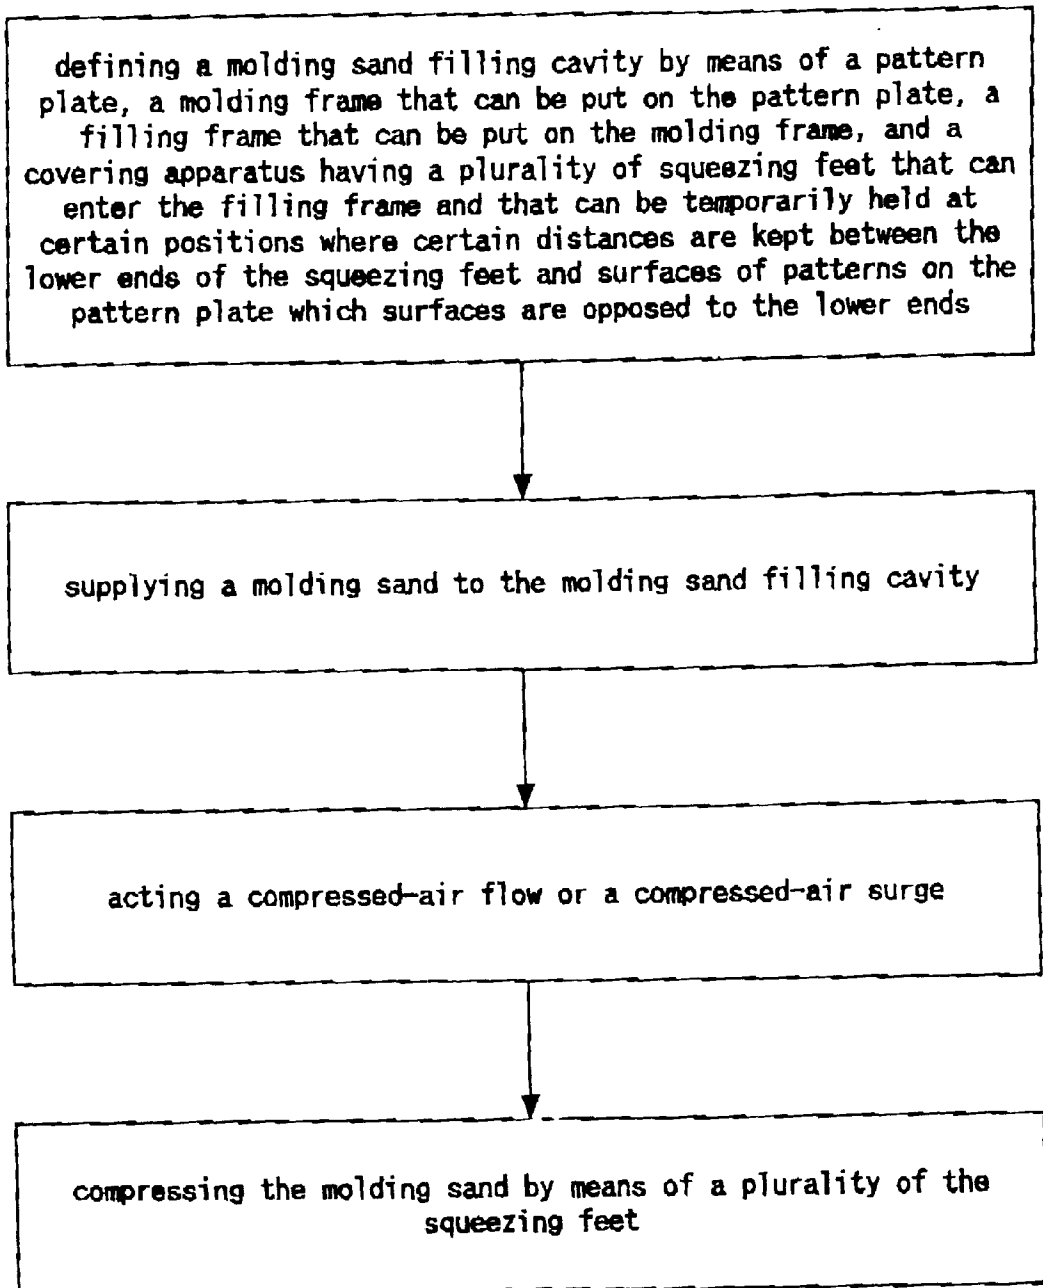 defining a molding sand filling cavity by means of a pattern
plate, a molding frame that can be put on the pattern plate, a
filling frame that can be put on the molding frame, and a
covering apparatus having a plurality of squeezing feet that can
enter the filling frame and that can be temporarily held at
certain positions where certain distances are kept between the
lower ends of the squeezing feet and surfaces of patterns on the
pattern plate which surfaces are opposed to the lower ends
supplying a molding sand to the molding sand filling cavity
acting a compressed-air flow or a compressed-air surge
compressing the molding sand by means of a plurality of the
squeezing feet